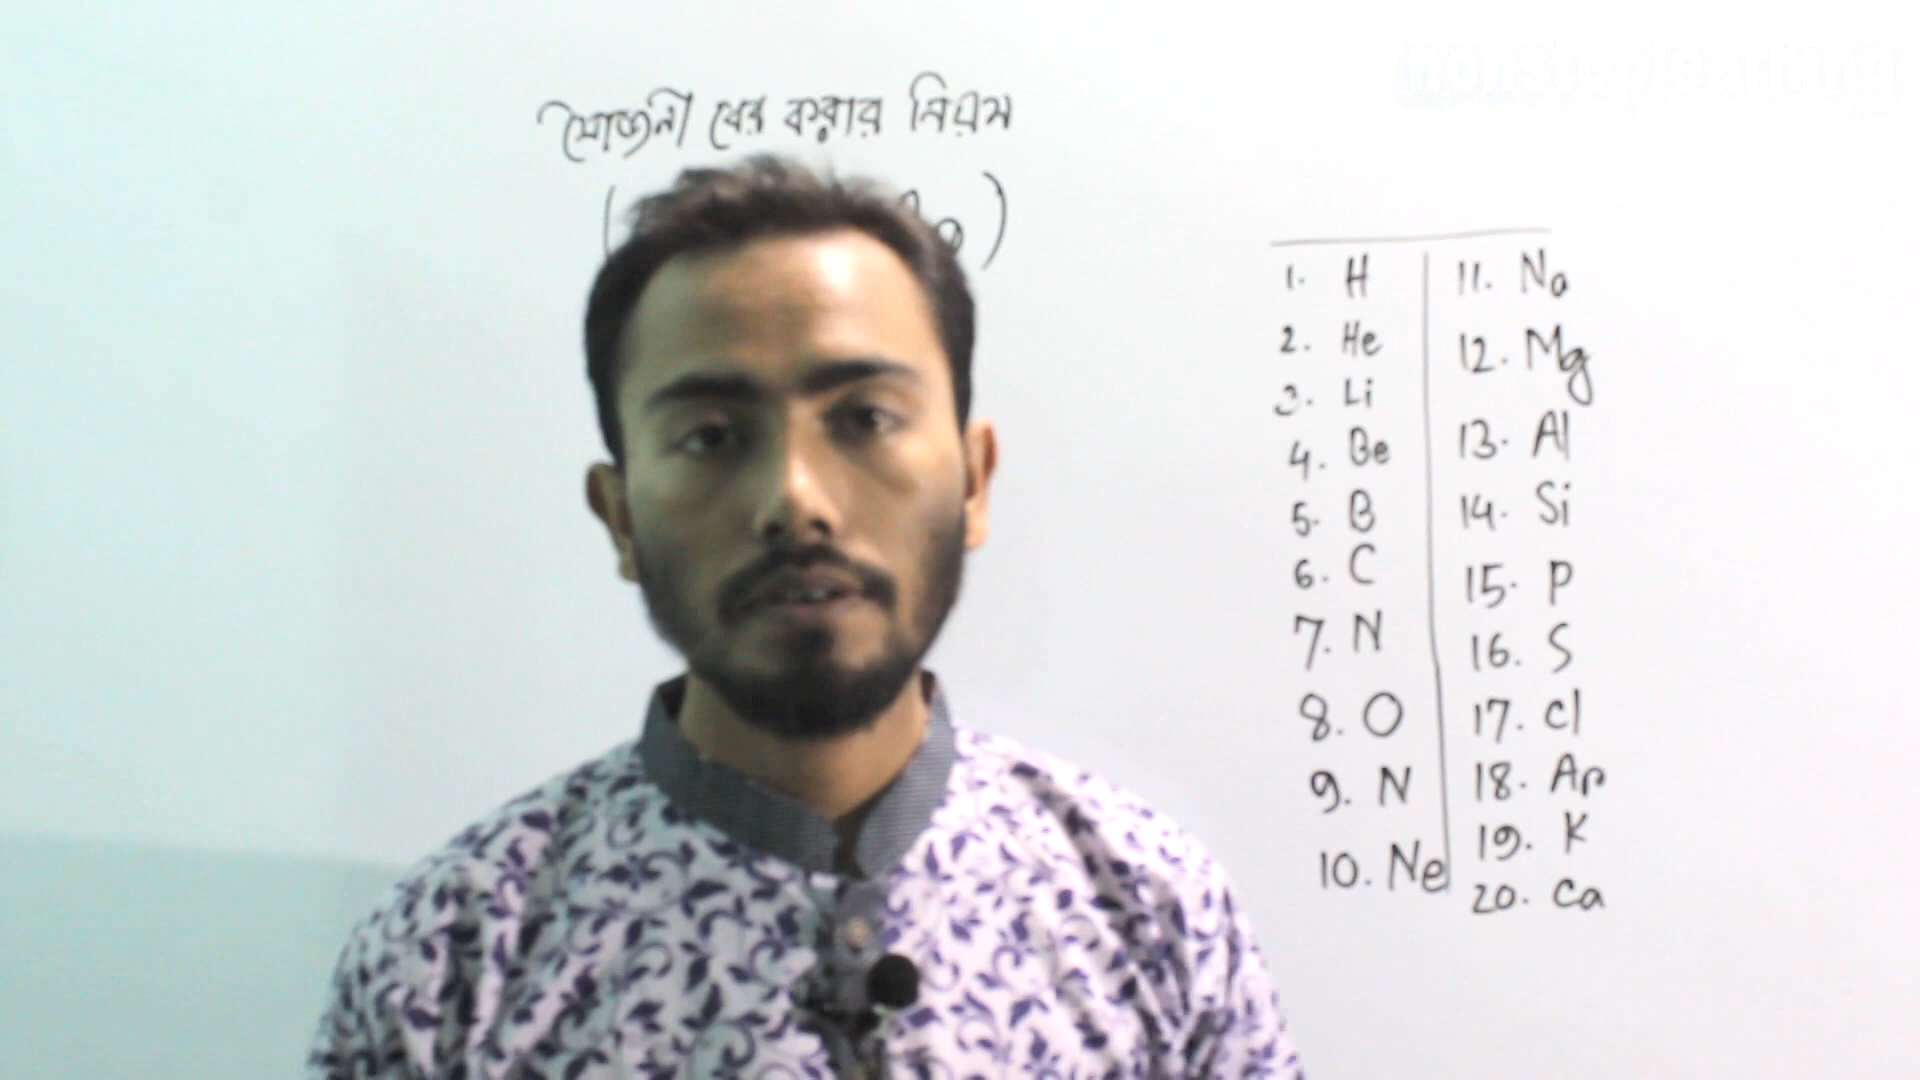 nonstoplearning
যোজনী বের করার নিয়ম
1. H
2. He
3. Li
4. Be
5. B
6. C
7. N
8. O
9. N
10. Ne
11. Na
12. Mg
13. Al
14. Si
15. P
16. S
17. Cl
18. Ar
19. K
20. Ca